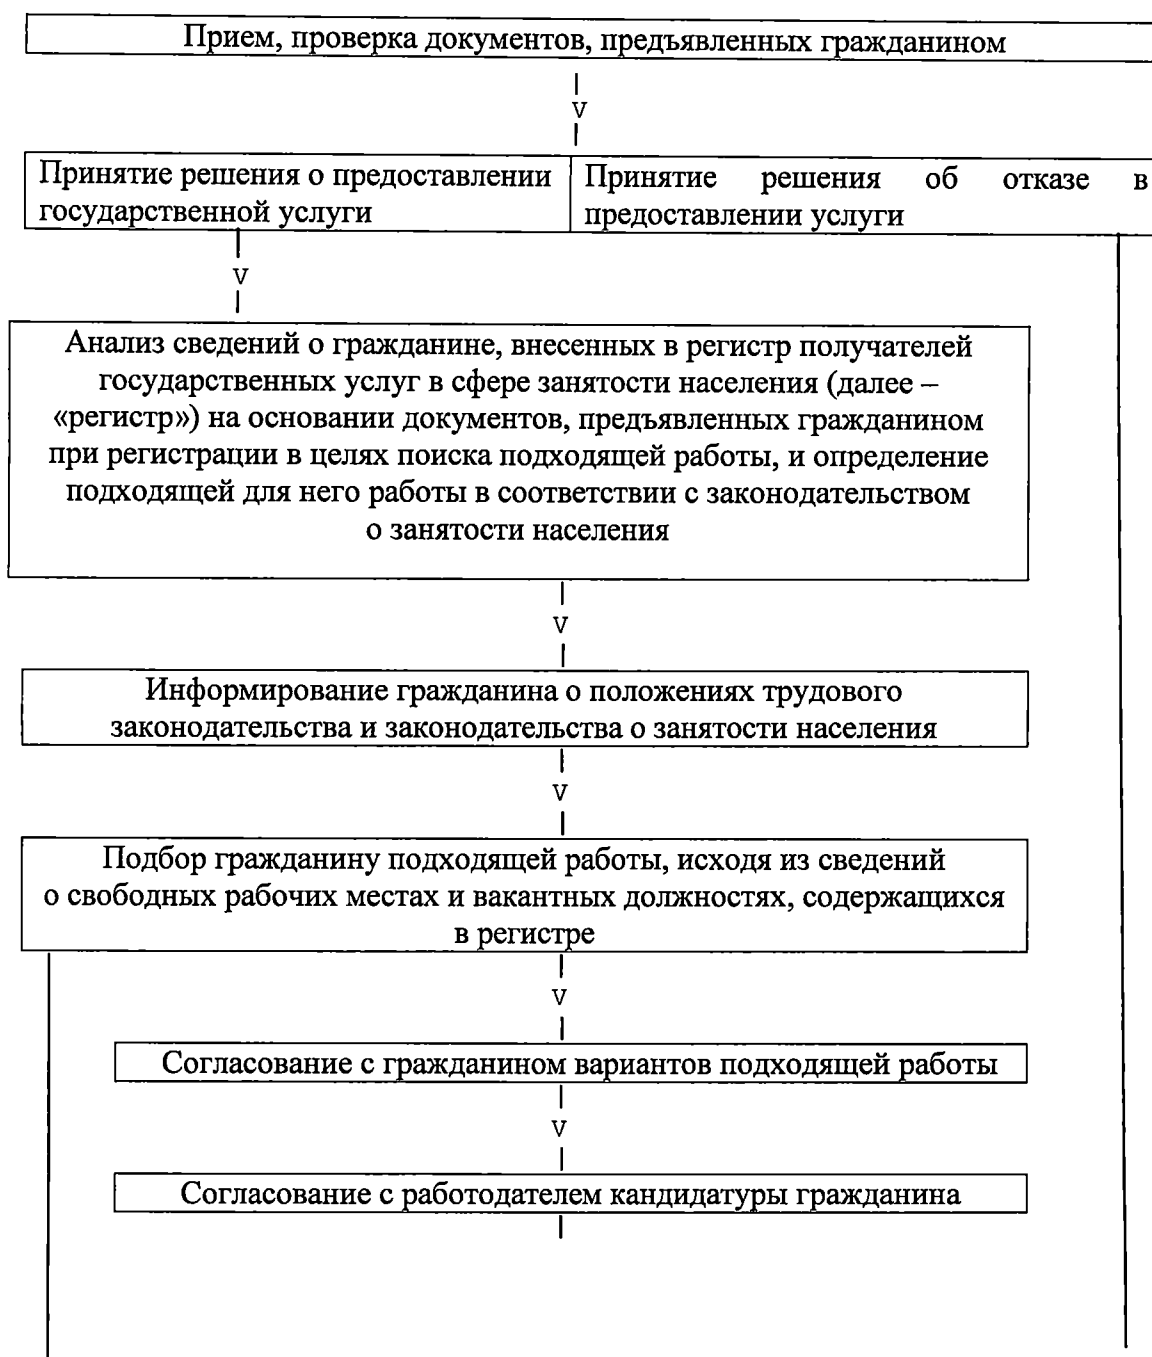 Прием, проверка документов, предъявленных гражданином
V
Принятие решения о предоставлении
государственной услуги
Принятие решения об отказе в
предоставлении услуги
V
Анализ сведений о гражданине, внесенных в регистр получателей
государственных услуг в сфере занятости населения (далее –
«регистр») на основании документов, предъявленных гражданином
при регистрации в целях поиска подходящей работы, и определение
подходящей для него работы в соответствии с законодательством
о занятости населения
V
Информирование гражданина о положениях трудового
законодательства и законодательства о занятости населения
V
Подбор гражданину подходящей работы, исходя из сведений
о свободных рабочих местах и вакантных должностях, содержащихся
в регистре
V
Согласование с гражданином вариантов подходящей работы
V
Согласование с работодателем кандидатуры гражданина